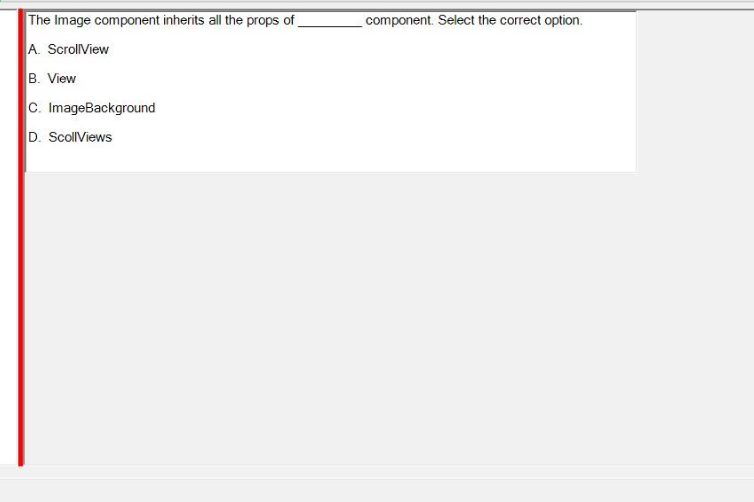 The Image component inherits all the props of _________ component. Select the correct option.
A. ScrollView
B. View
C. ImageBackground
D. ScollViews